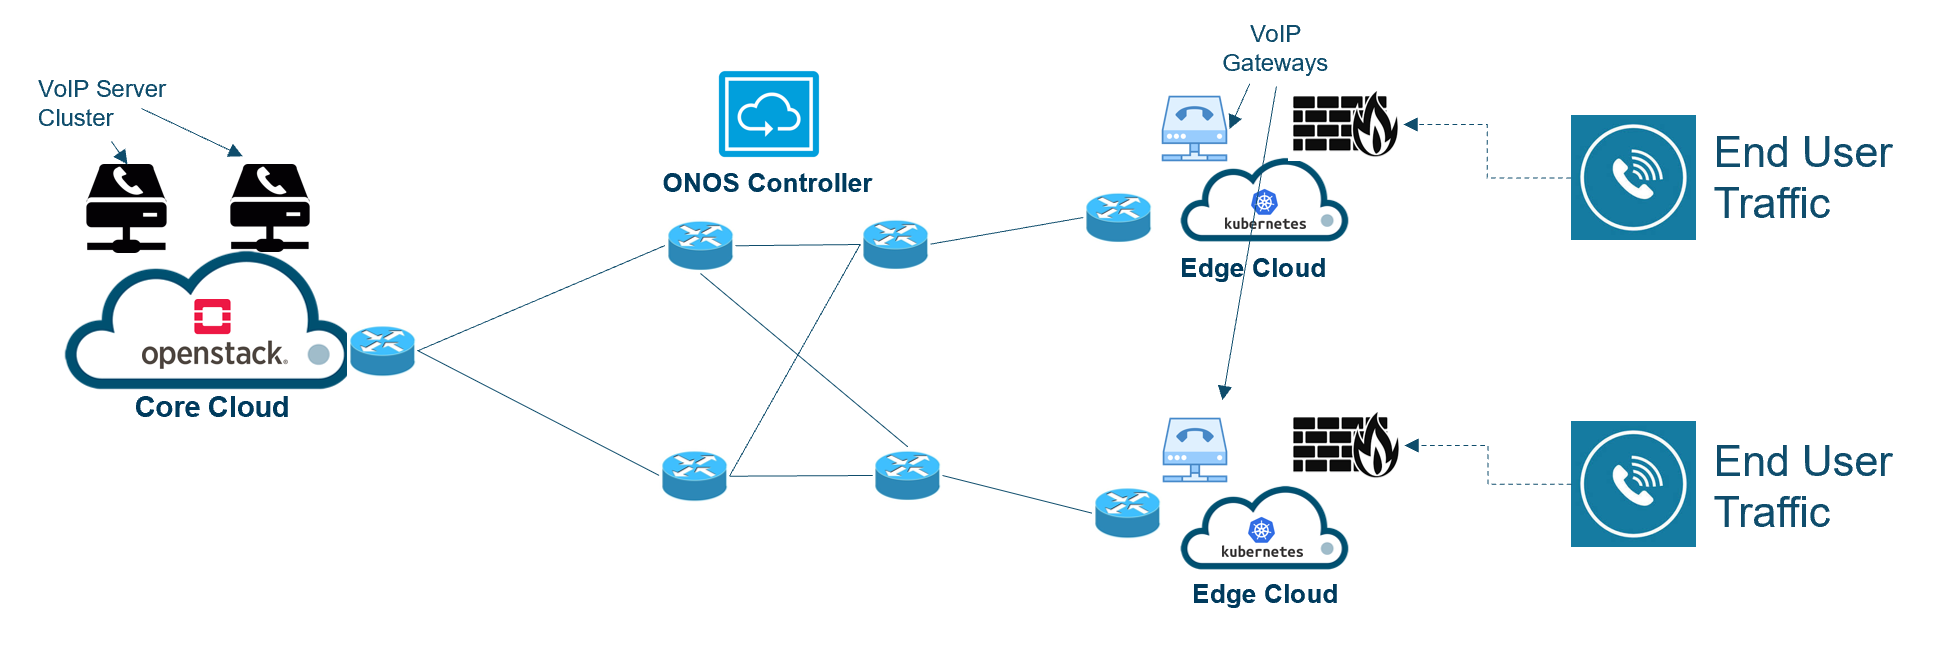 VoIP Server
Cluster
openstack.
Core Cloud
ONOS Controller
VoIP
Gateways
kubernetes
Edge Cloud
End User
Traffic
kubernetes
Edge Cloud
End User
Traffic